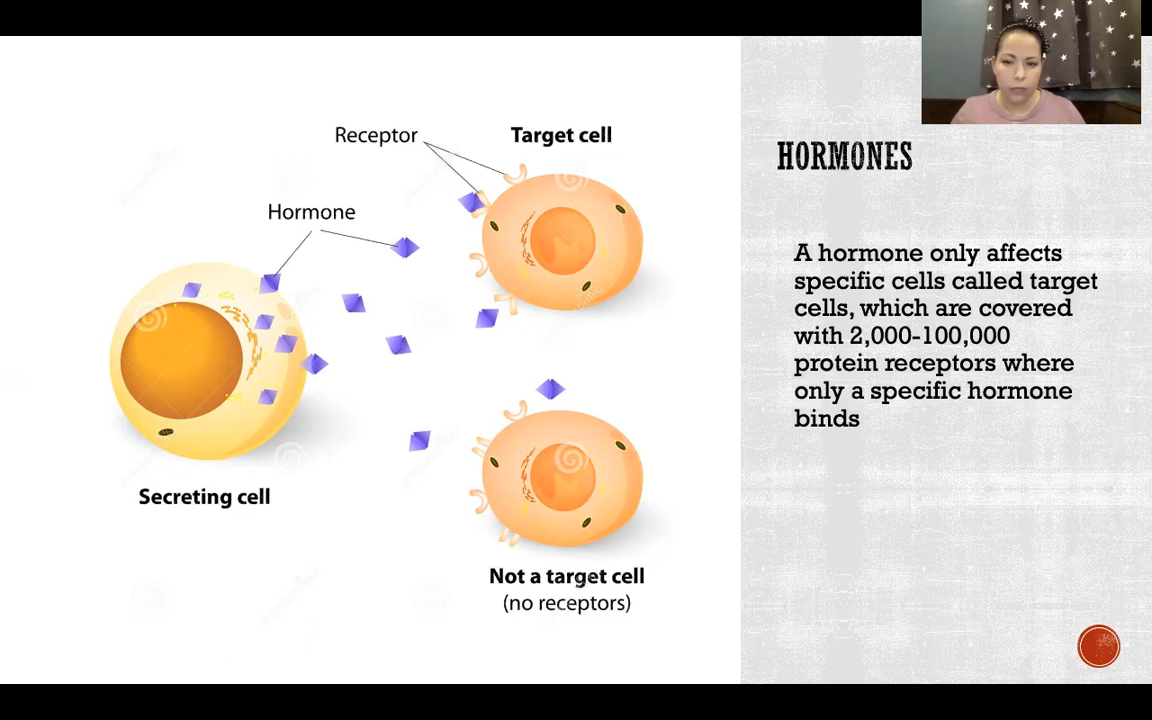 Receptor
Target cell
Hormone
Secreting cell
Not a target cell
(no receptors)
HORMONES
A hormone only affects
specific cells called target
cells, which are covered
with 2,000-100,000
protein receptors where
only a specific hormone
binds